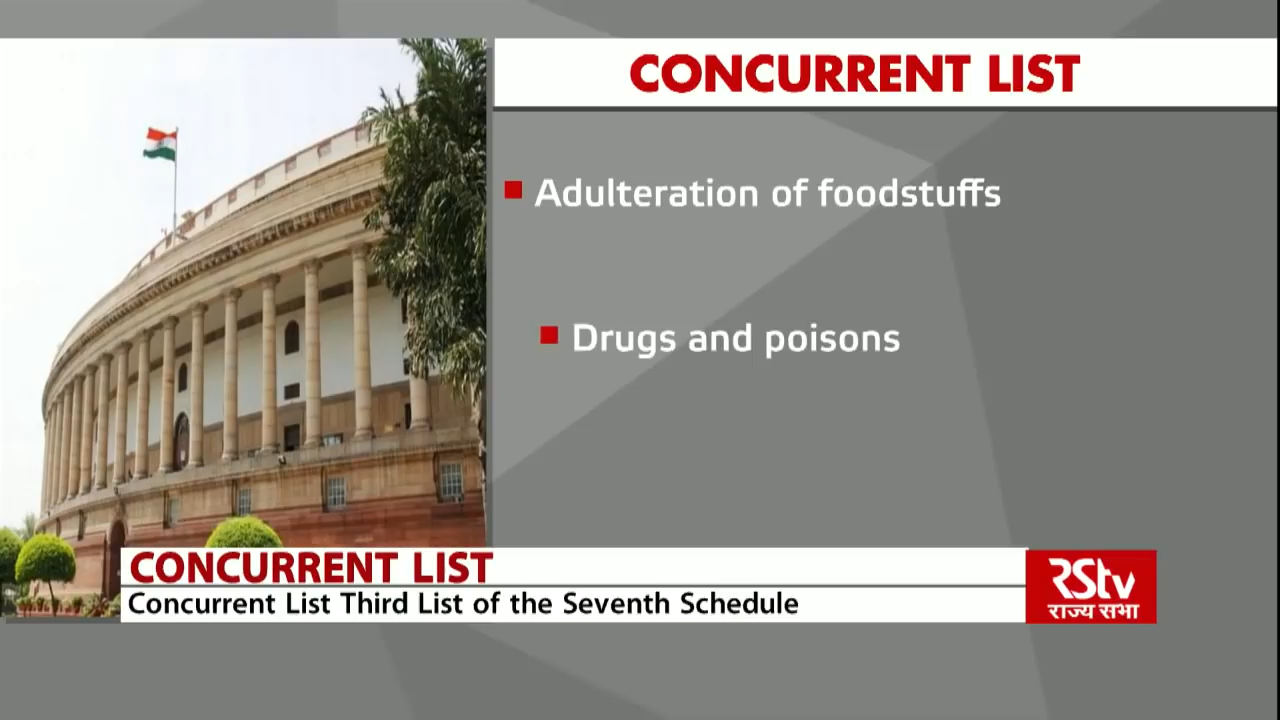 CONCURRENT LIST
Adulteration of foodstuffs
Drugs and poisons
CONCURRENT LIST
Concurrent List Third List of the Seventh Schedule
RStv
राज्य सभा